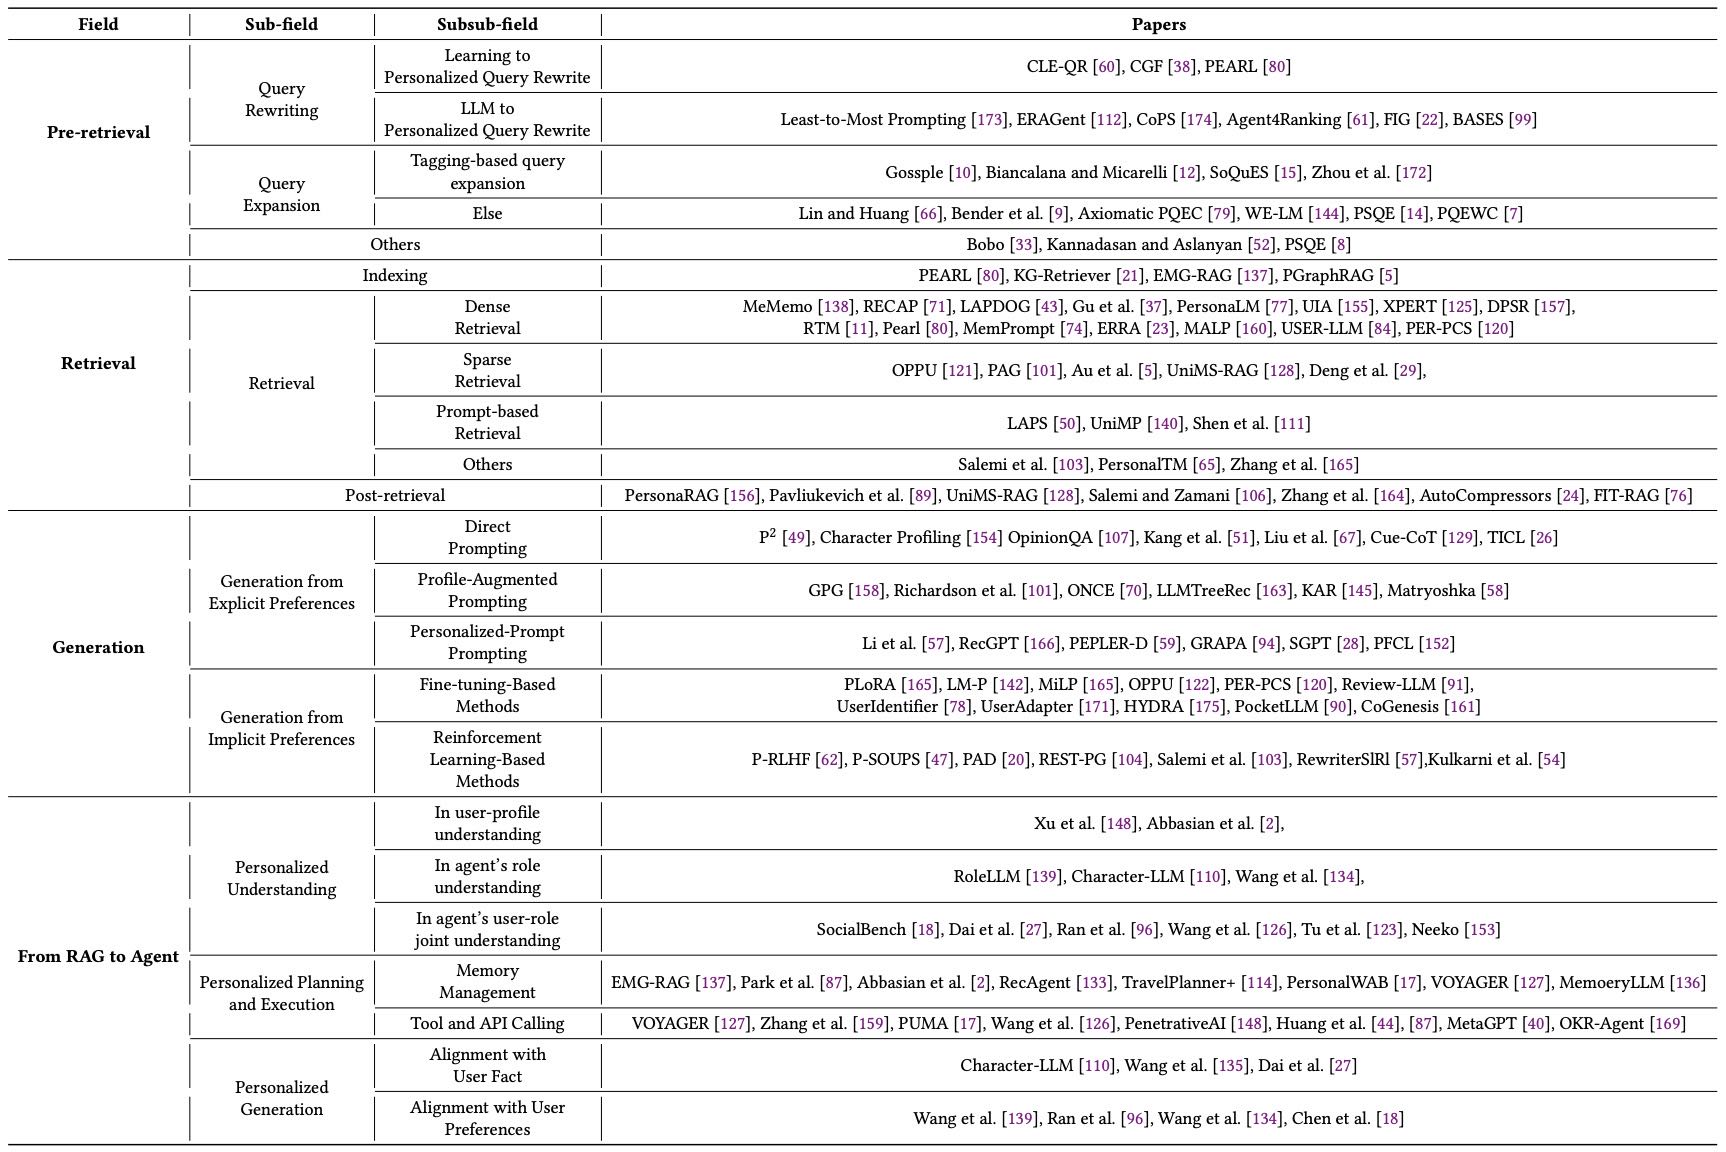 Field Sub-field Subsub-field Papers
Pre-retrieval
Query
Rewriting
Learning to
Personalized Query Rewrite
CLE-QR [60], CGF [38], PEARL [80]
LLM to
Personalized Query Rewrite
Least-to-Most Prompting [173], ERAGent [112], CoPS [174], Agent4Ranking [61], FIG [22], BASES [99]
Query
Expansion
Tagging-based query
expansion
Gossple [10], Biancalana and Micarelli [12], SoQuES [15], Zhou et al. [172]
Else
Lin and Huang [66], Bender et al. [9], Axiomatic PQEC [79], WE-LM [144], PSQE [14], PQEWC [7]
Others
Bobo [33], Kannadasan and Aslanyan [52], PSQE [8]
Retrieval
Indexing
PEARL [80], KG-Retriever [21], EMG-RAG [137], PGraphRAG [5]
Retrieval
Dense
Retrieval
MeMemo [138], RECAP [71], LAPDOG [43], Gu et al. [37], PersonaLM [77], UIA [155], XPERT [125], DPSR [157],
RTM [11], Pearl [80], MemPrompt [74], ERRA [23], MALP [160], USER-LLM [84], PER-PCS [120]
Sparse
Retrieval
OPPU [121], PAG [101], Au et al. [5], UniMS-RAG [128], Deng et al. [29],
Prompt-based
Retrieval
LAPS [50], UniMP [140], Shen et al. [111]
Others
Salemi et al. [103], PersonalTM [65], Zhang et al. [165]
Post-retrieval
PersonaRAG [156], Pavliukevich et al. [89], UniMS-RAG [128], Salemi and Zamani [106], Zhang et al. [164], AutoCompressors [24], FIT-RAG [76]
Generation
Generation from
Explicit Preferences
Direct
Prompting
P² [49], Character Profiling [154] OpinionQA [107], Kang et al. [51], Liu et al. [67], Cue-CoT [129], TICL [26]
Profile-Augmented
Prompting
GPG [158], Richardson et al. [101], ONCE [70], LLMTreeRec [163], KAR [145], Matryoshka [58]
Personalized-Prompt
Prompting
Li et al. [57], RecGPT [166], PEPLER-D [59], GRAPA [94], SGPT [28], PFCL [152]
Generation from
Implicit Preferences
Fine-tuning-Based
Methods
PLoRA [165], LM-P [142], MiLP [165], OPPU [122], PER-PCS [120], Review-LLM [91],
UserIdentifier [78], UserAdapter [171], HYDRA [175], PocketLLM [90], CoGenesis [161]
Reinforcement
Learning-Based
Methods
P-RLHF [62], P-SOUPS [47], PAD [20], REST-PG [104], Salemi et al. [103], RewriterSlRl [57],Kulkarni et al. [54]
From RAG to Agent
Personalized
Understanding
In user-profile
understanding
Xu et al. [148], Abbasian et al. [2],
In agent's role
understanding
RoleLLM [139], Character-LLM [110], Wang et al. [134],
In agent's user-role
joint understanding
SocialBench [18], Dai et al. [27], Ran et al. [96], Wang et al. [126], Tu et al. [123], Neeko [153]
Personalized Planning
and Execution
Memory
Management
EMG-RAG [137], Park et al. [87], Abbasian et al. [2], RecAgent [133], TravelPlanner+ [114], PersonalWAB [17], VOYAGER [127], MemoeryLLM [136]
Tool and API Calling
VOYAGER [127], Zhang et al. [159], PUMA [17], Wang et al. [126], PenetrativeAI [148], Huang et al. [44], [87], MetaGPT [40], OKR-Agent [169]
Personalized
Generation
Alignment with
User Fact
Character-LLM [110], Wang et al. [135], Dai et al. [27]
Alignment with User
Preferences
Wang et al. [139], Ran et al. [96], Wang et al. [134], Chen et al. [18]